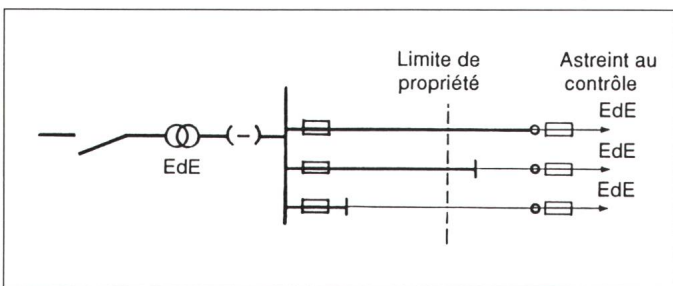 Limite de
propriété
Astreint au
contrôle
EdE
EdE
EdE
EdE